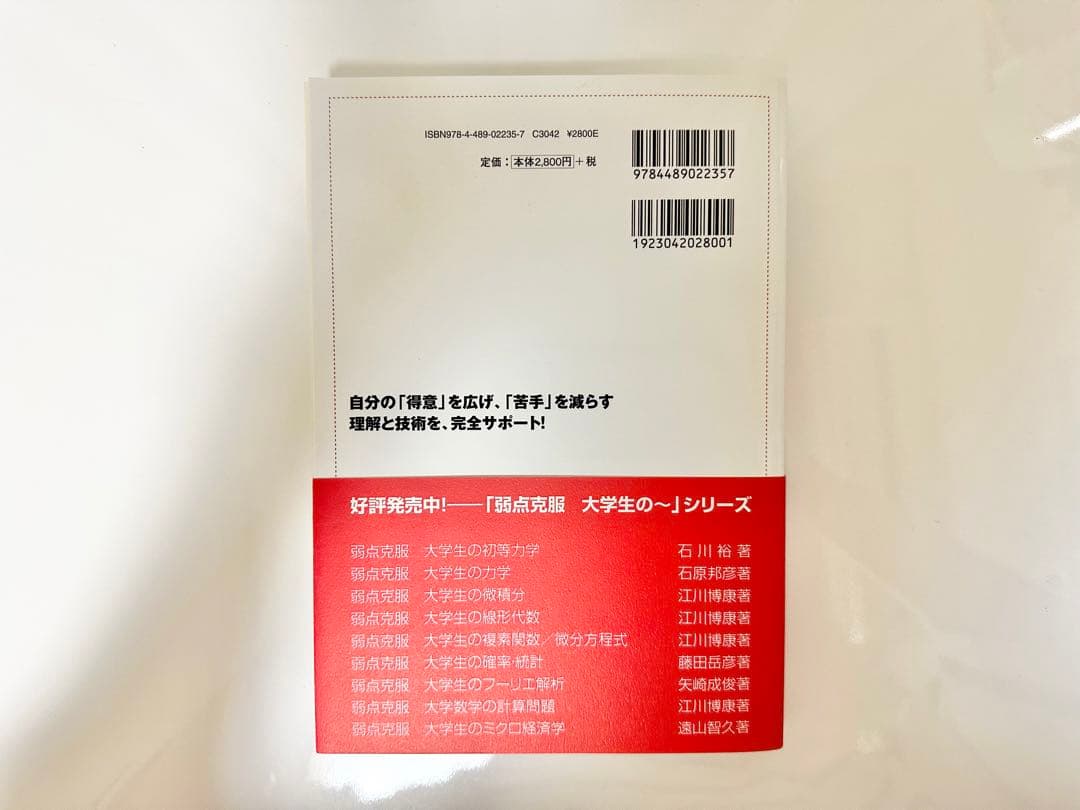 ISBN978-4-489-02235-7 C3042 ¥2800E
定価：本体2,800円＋税
9784489022357
1923042028001
自分の「得意」を広げ、「苦手」を減らす
理解と技術を、完全サポート!
好評発売中!——「弱点克服 大学生の～」シリーズ
弱点克服 大学生の初等力学 石川裕著
弱点克服 大学生の力学 石原邦彦著
弱点克服 大学生の微積分 江川博康著
弱点克服 大学生の線形代数 江川博康著
弱点克服 大学生の複素関数／微分方程式 江川博康著
弱点克服 大学生の確率・統計 藤田岳彦著
弱点克服 大学生のフーリエ解析 矢崎成俊著
弱点克服 大学数学の計算問題 江川博康著
弱点克服 大学生のミクロ経済学 遠山智久著